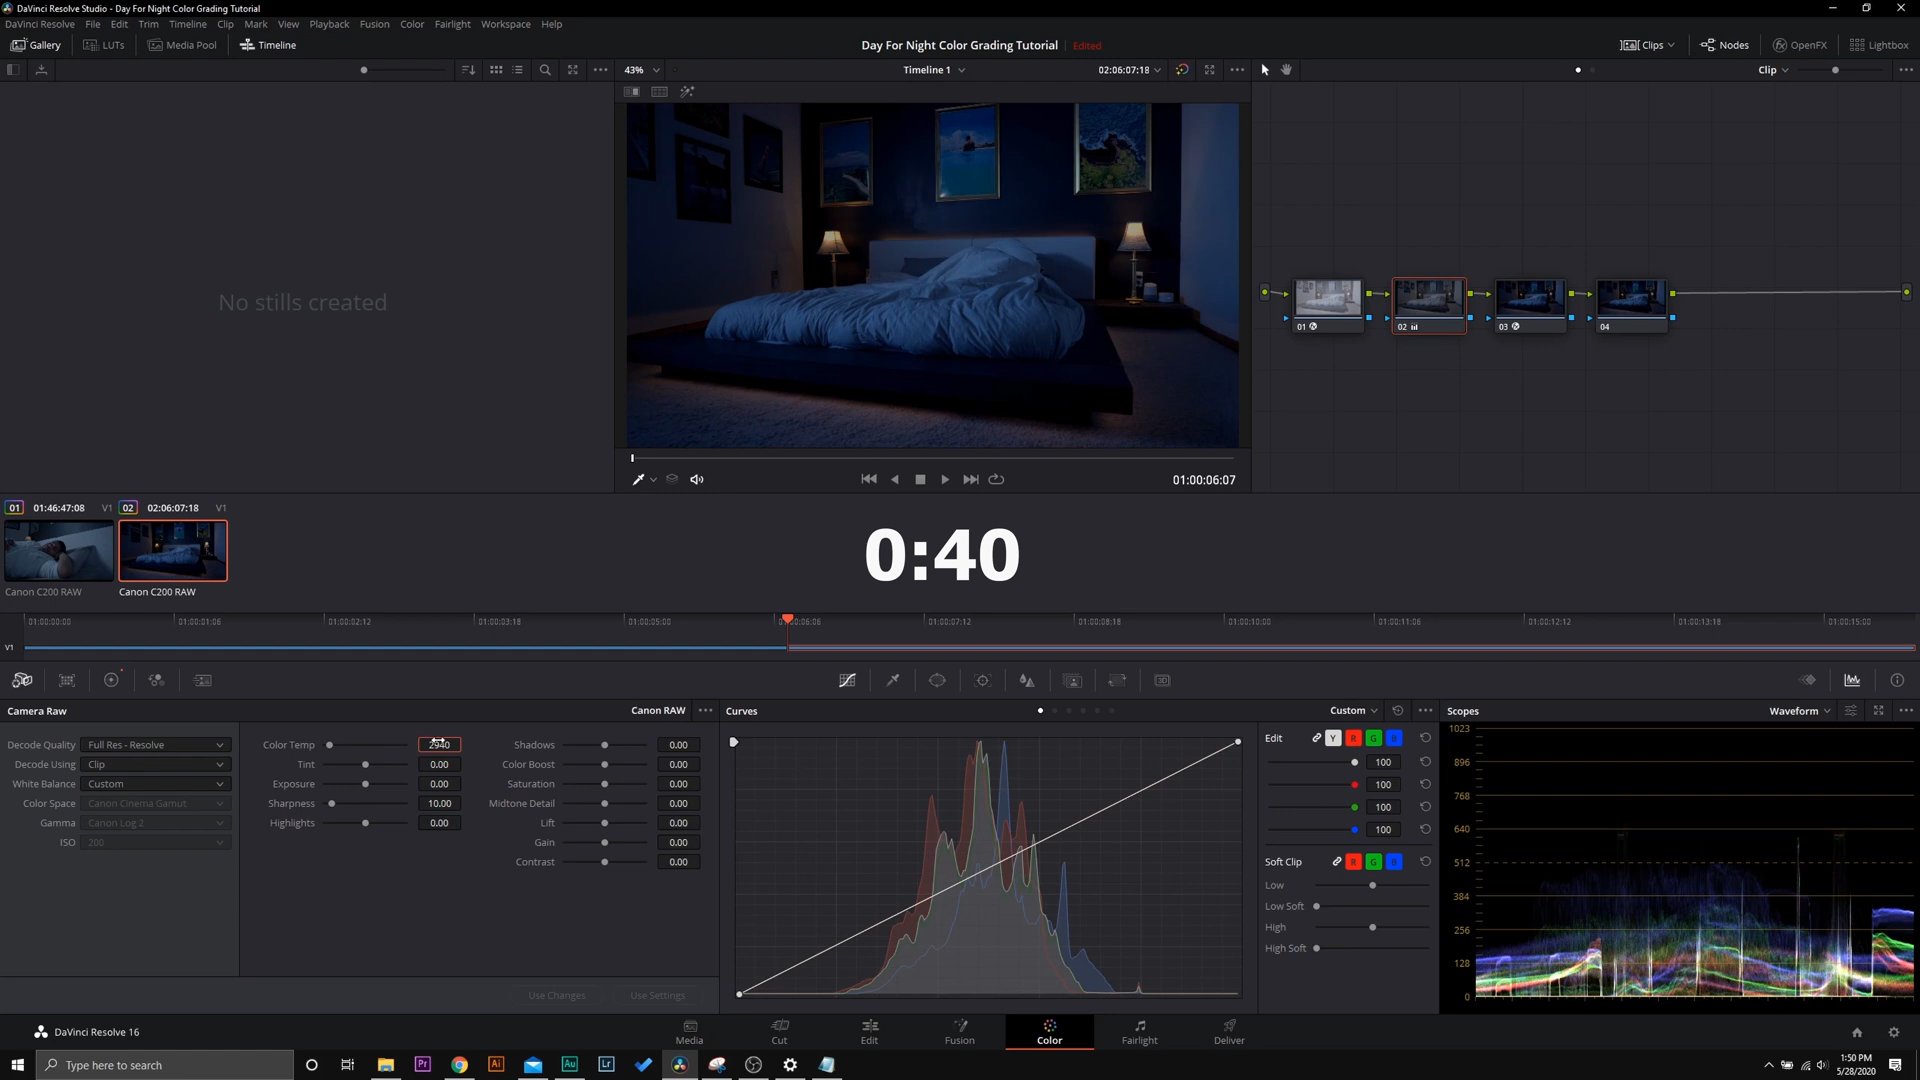 DaVinci Resolve Studio - Day For Night Color Grading Tutorial
DaVinci Resolve File Edit Trim Timeline Clip Mark View Playback Fusion Color Fairlight Workspace Help
Gallery LUTs Media Pool Timeline Day For Night Color Grading Tutorial Edited Clips Nodes OpenFX Lightbox
43% Timeline 1 02:06:07:18 Clip
No stills created
01 02 03 04
01:00:06:07
01 01:46:47:08 V1 02 02:06:07:18 V1
0:40
Canon C200 RAW Canon C200 RAW
01:00:00:00 01:00:01:06 01:00:02:12 01:00:03:18 01:00:05:00 01:00:06:06 01:00:07:12 01:00:08:18 01:00:10:00 01:00:11:06 01:00:12:12 01:00:13:18 01:00:15:00
V1
Camera Raw Canon RAW
Decode Quality Full Res - Resolve
Decode Using Clip
White Balance Custom
Color Space Canon Cinema Gamut
Gamma Canon Log 2
ISO 200
Color Temp 2940
Tint 0.00
Exposure 0.00
Sharpness 10.00
Highlights 0.00
Shadows 0.00
Color Boost 0.00
Saturation 0.00
Midtone Detail 0.00
Lift 0.00
Gain 0.00
Contrast 0.00
Use Changes Use Settings
Curves Custom
Edit Y R G B
100
100
100
100
Soft Clip R G B
Low
Low Soft
High
High Soft
Scopes Waveform
1023
896
768
640
512
384
256
128
0
DaVinci Resolve 16
Media Cut Edit Fusion Color Fairlight Deliver
Type here to search
Pr Ai Au Lr
1:50 PM
5/28/2020